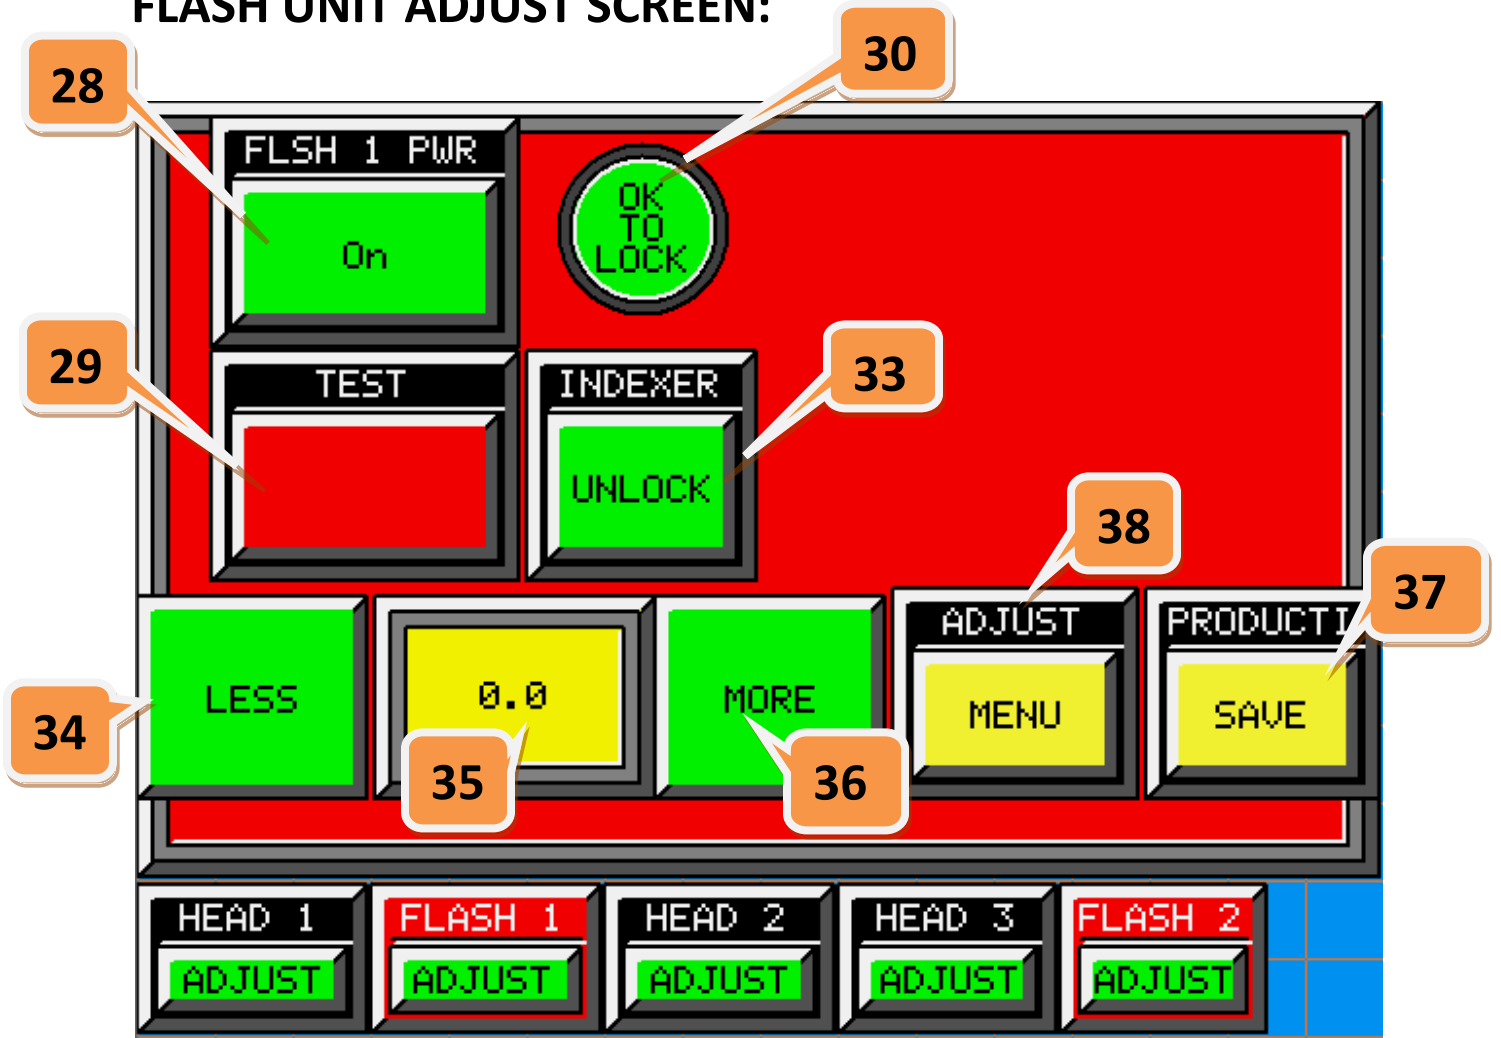 FLASH UNIT ADJUST SCREEN:
28
30
FLSH 1 PWR
On
OK
TO
LOCK
29
TEST
INDEXER
33
UNLOCK
38
37
ADJUST
PRODUCTI
LESS
0.0
MORE
MENU
SAVE
34
35
36
HEAD 1
FLASH 1
HEAD 2
HEAD 3
FLASH 2
ADJUST
ADJUST
ADJUST
ADJUST
ADJUST